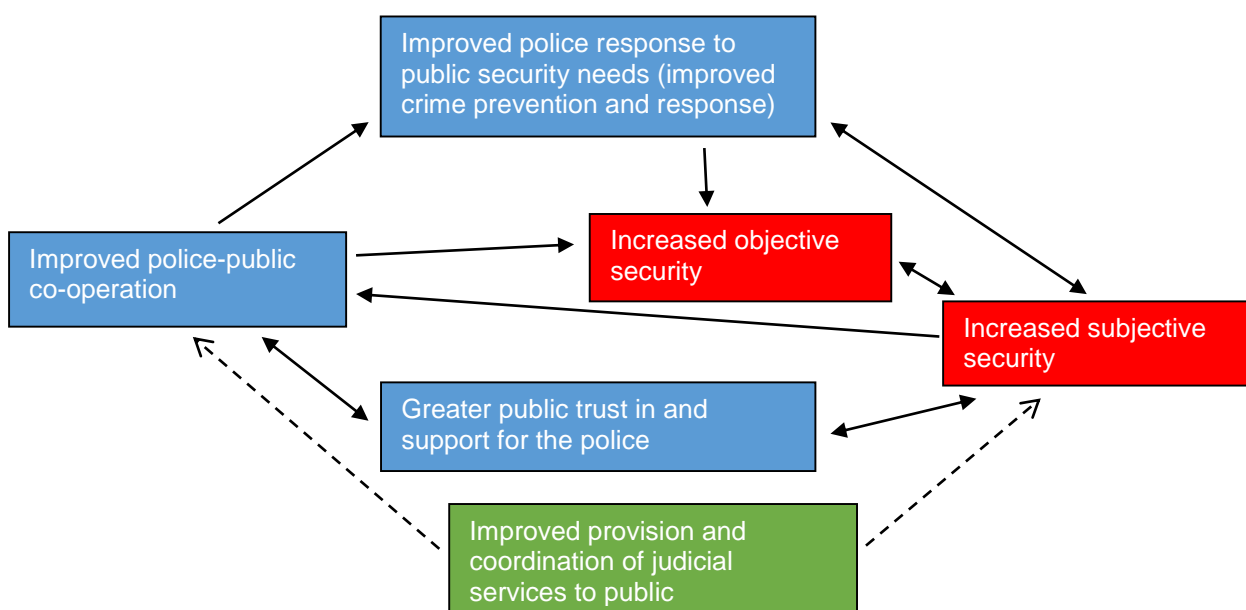 Improved police response to
public security needs (improved
crime prevention and response)
Increased objective
security
Improved police-public
co-operation
Increased subjective
security
Greater public trust in and
support for the police
Improved provision and
coordination of judicial
services to public